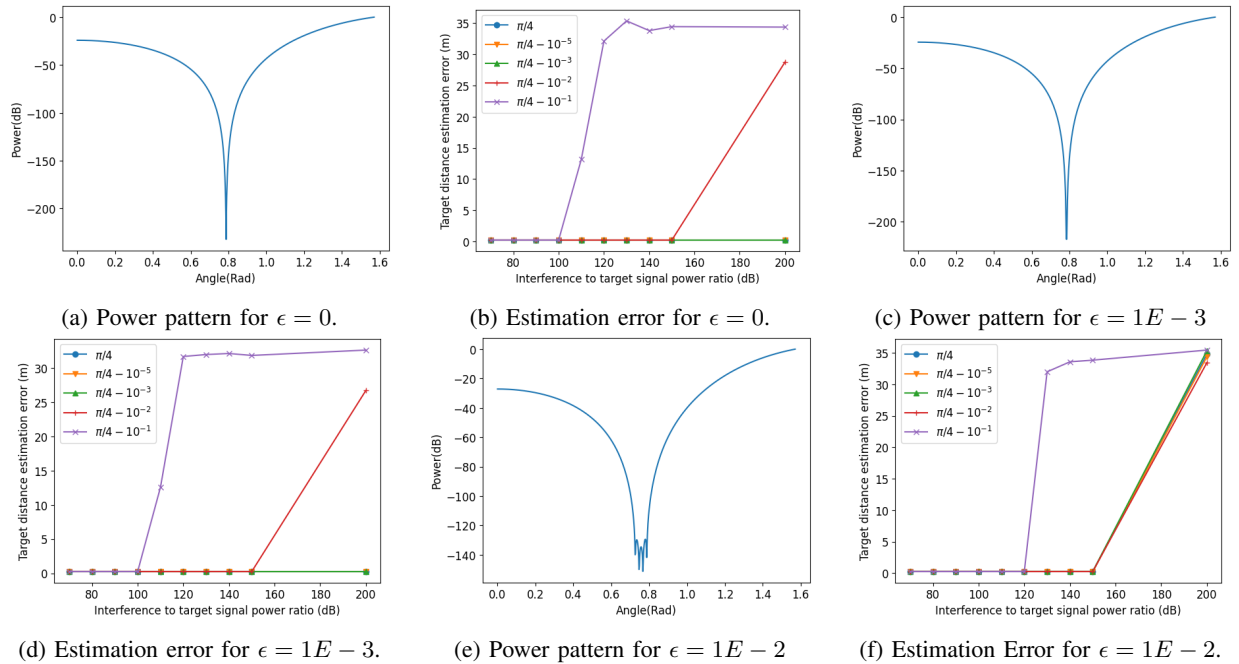 0
−50
−100
−150
−200
Power(dB)
0.0 0.2 0.4 0.6 0.8 1.0 1.2 1.4 1.6
Angle(Rad)
(a) Power pattern for ϵ = 0.
35
30
25
20
15
10
5
0
Target distance estimation error (m)
π/4
π/4 − 10⁻⁵
π/4 − 10⁻³
π/4 − 10⁻²
π/4 − 10⁻¹
80 100 120 140 160 180 200
Interference to target signal power ratio (dB)
(b) Estimation error for ϵ = 0.
0
−50
−100
−150
−200
Power(dB)
0.0 0.2 0.4 0.6 0.8 1.0 1.2 1.4 1.6
Angle(Rad)
(c) Power pattern for ϵ = 1E − 3
30
25
20
15
10
5
0
Target distance estimation error (m)
π/4
π/4 − 10⁻⁵
π/4 − 10⁻³
π/4 − 10⁻²
π/4 − 10⁻¹
80 100 120 140 160 180 200
Interference to target signal power ratio (dB)
(d) Estimation error for ϵ = 1E − 3.
0
−20
−40
−60
−80
−100
−120
−140
Power(dB)
0.0 0.2 0.4 0.6 0.8 1.0 1.2 1.4 1.6
Angle(Rad)
(e) Power pattern for ϵ = 1E − 2
35
30
25
20
15
10
5
0
Target distance estimation error (m)
π/4
π/4 − 10⁻⁵
π/4 − 10⁻³
π/4 − 10⁻²
π/4 − 10⁻¹
80 100 120 140 160 180 200
Interference to target signal power ratio (dB)
(f) Estimation Error for ϵ = 1E − 2.